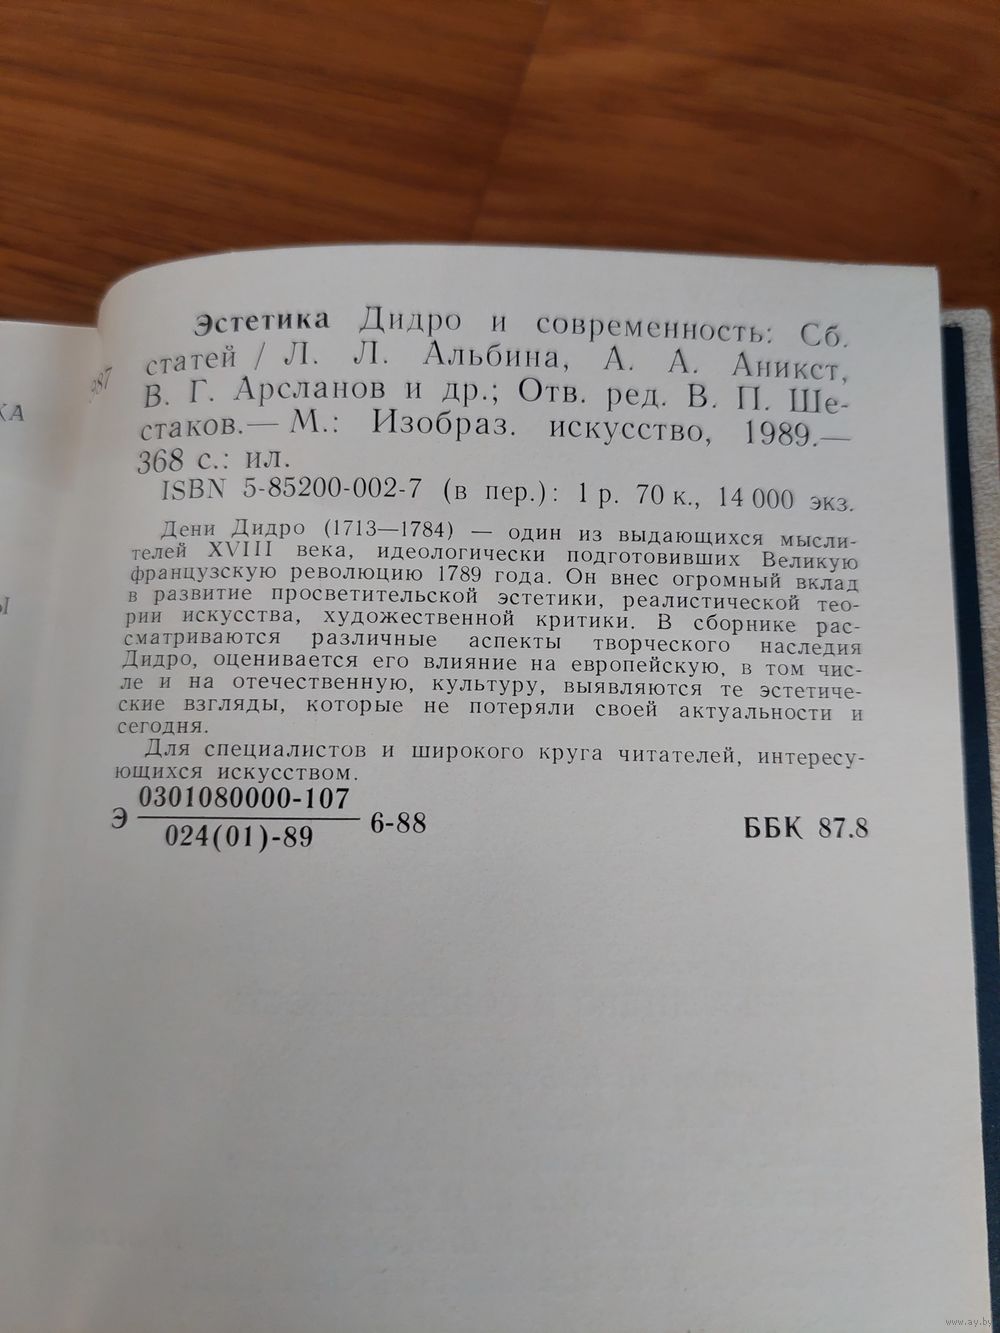 Эстетика Дидро и современность: Сб.
статей / Л. Л. Альбина, А. А. Аникст,
В. Г. Арсланов и др.; Отв. ред. В. П. Ше-
стаков.— М.: Изобраз. искусство, 1989.—
368 с.: ил.
ISBN 5-85200-002-7 (в пер.): 1 р. 70 к., 14 000 экз.
Дени Дидро (1713—1784) — один из выдающихся мысли-
телей XVIII века, идеологически подготовивших Великую
французскую революцию 1789 года. Он внес огромный вклад
в развитие просветительской эстетики, реалистической тео-
рии искусства, художественной критики. В сборнике рас-
сматриваются различные аспекты творческого наследия
Дидро, оценивается его влияние на европейскую, в том чис-
ле и на отечественную, культуру, выявляются те эстетиче-
ские взгляды, которые не потеряли своей актуальности и
сегодня.
Для специалистов и широкого круга читателей, интересу-
ющихся искусством.
Э 0301080000-107
024(01)-89 6-88
ББК 87.8
www.ay.by